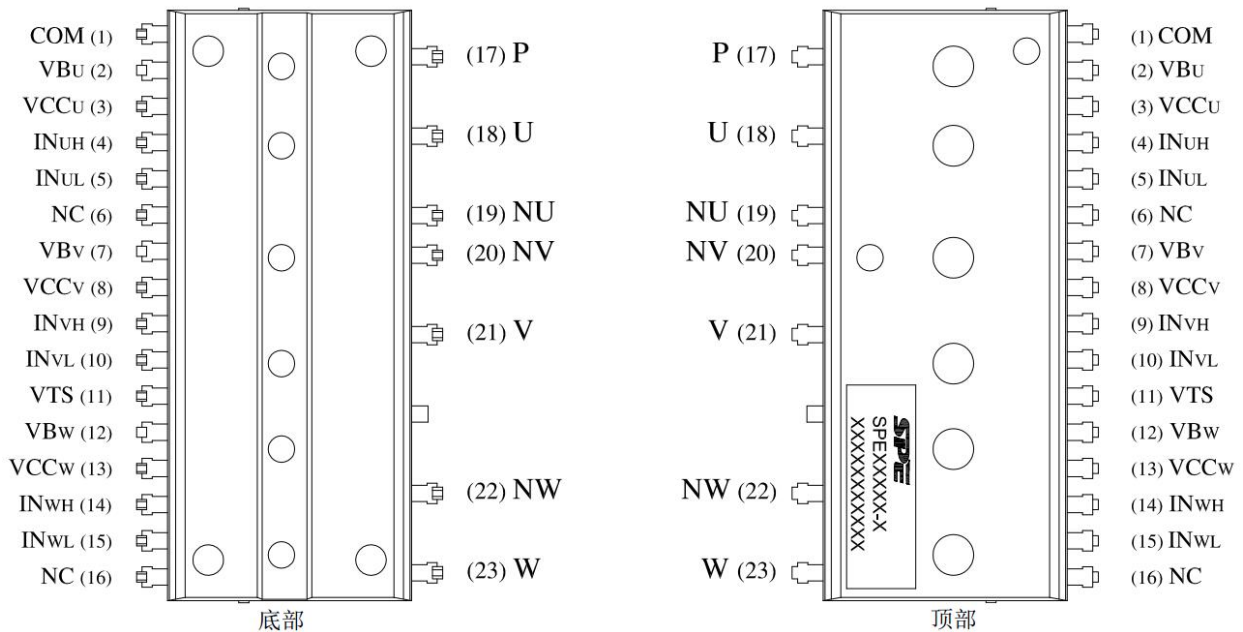 COM (1)
VBU (2)
VCCU (3)
INUH (4)
INUL (5)
NC (6)
VBV (7)
VCCV (8)
INVH (9)
INVL (10)
VTS (11)
VBW (12)
VCCW (13)
INWH (14)
INWL (15)
NC (16)
(17) P
(18) U
(19) NU
(20) NV
(21) V
(22) NW
(23) W
底部
P (17)
U (18)
NU (19)
NV (20)
V (21)
NW (22)
W (23)
SPE
SPEXXXXX-X
XXXXXXXXXXX
(1) COM
(2) VBU
(3) VCCU
(4) INUH
(5) INUL
(6) NC
(7) VBV
(8) VCCV
(9) INVH
(10) INVL
(11) VTS
(12) VBW
(13) VCCW
(14) INWH
(15) INWL
(16) NC
顶部